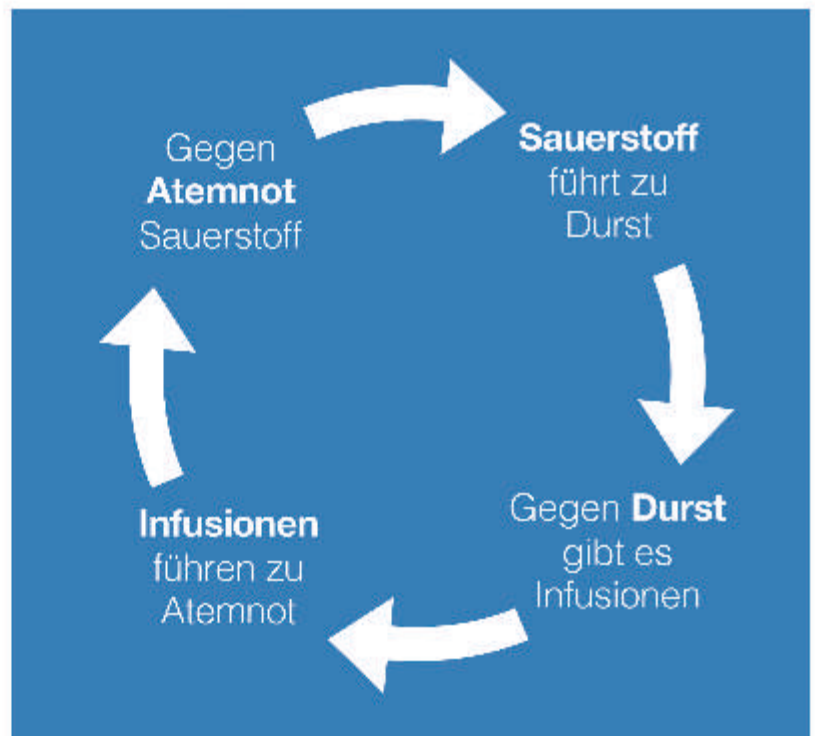 Gegen
Atemnot
Sauerstoff
Sauerstoff
führt zu
Durst
Gegen Durst
gibt es
Infusionen
Infusionen
führen zu
Atemnot